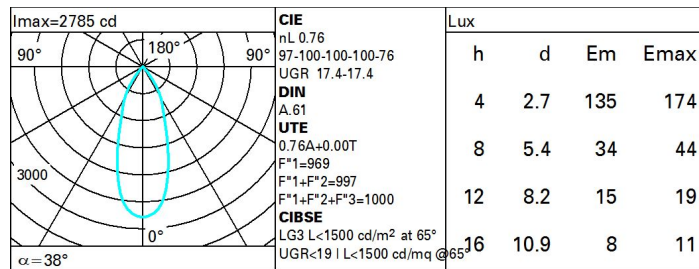 Imax=2785 cd
90° 180° 90°
3000
0°
α=38°
CIE
nL 0.76
97-100-100-100-76
UGR 17.4-17.4
DIN
A.61
UTE
0.76A+0.00T
F"1=969
F"1+F"2=997
F"1+F"2+F"3=1000
CIBSE
LG3 L<1500 cd/m² at 65°
UGR<19 | L<1500 cd/mq @65°
Lux
h d Em Emax
4 2.7 135 174
8 5.4 34 44
12 8.2 15 19
16 10.9 8 11